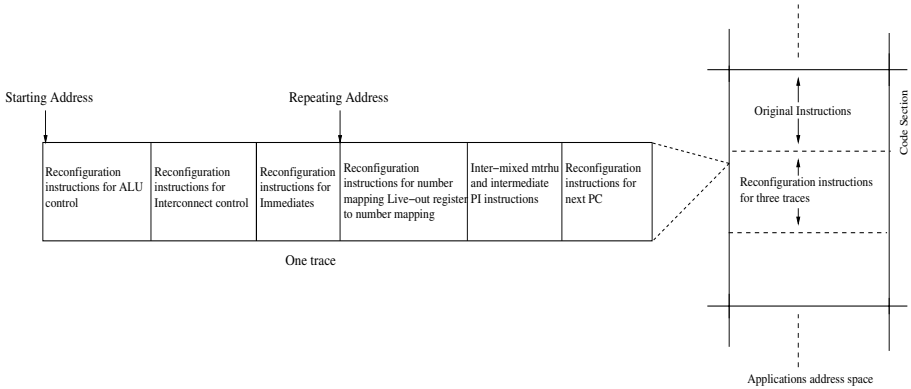 Starting Address
Repeating Address
Reconfiguration
instructions for ALU
control
Reconfiguration
instructions for
Interconnect control
Reconfiguration
instructions for
Immediates
Reconfiguration
instructions for number
mapping Live-out register
to number mapping
Inter-mixed mtrhu
and intermediate
PI instructions
Reconfiguration
instructions for
next PC
One trace
Original Instructions
Reconfiguration instructions
for three traces
Code Section
Applications address space